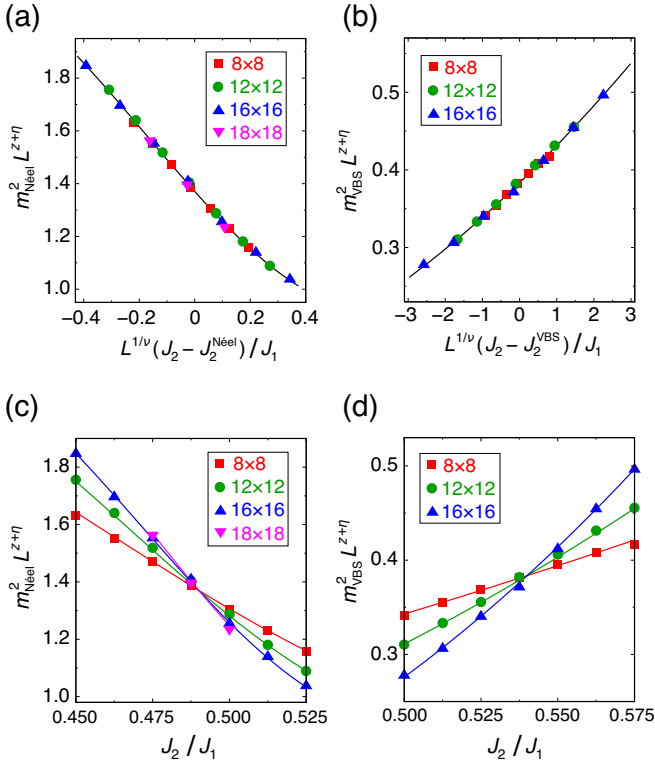 (a)
1.8
1.6
1.4
1.2
1.0
m²Néel L^z+η
8×8
12×12
16×16
18×18
−0.4 −0.2 0 0.2 0.4
L^1/ν (J₂ − J₂^Néel) / J₁
(b)
0.5
0.4
0.3
m²VBS L^z+η
8×8
12×12
16×16
−3 −2 −1 0 1 2 3
L^1/ν (J₂ − J₂^VBS) / J₁
(c)
1.8
1.6
1.4
1.2
1.0
m²Néel L^z+η
8×8
12×12
16×16
18×18
0.450 0.475 0.500 0.525
J₂ / J₁
(d)
0.5
0.4
0.3
m²VBS L^z+η
8×8
12×12
16×16
0.500 0.525 0.550 0.575
J₂ / J₁